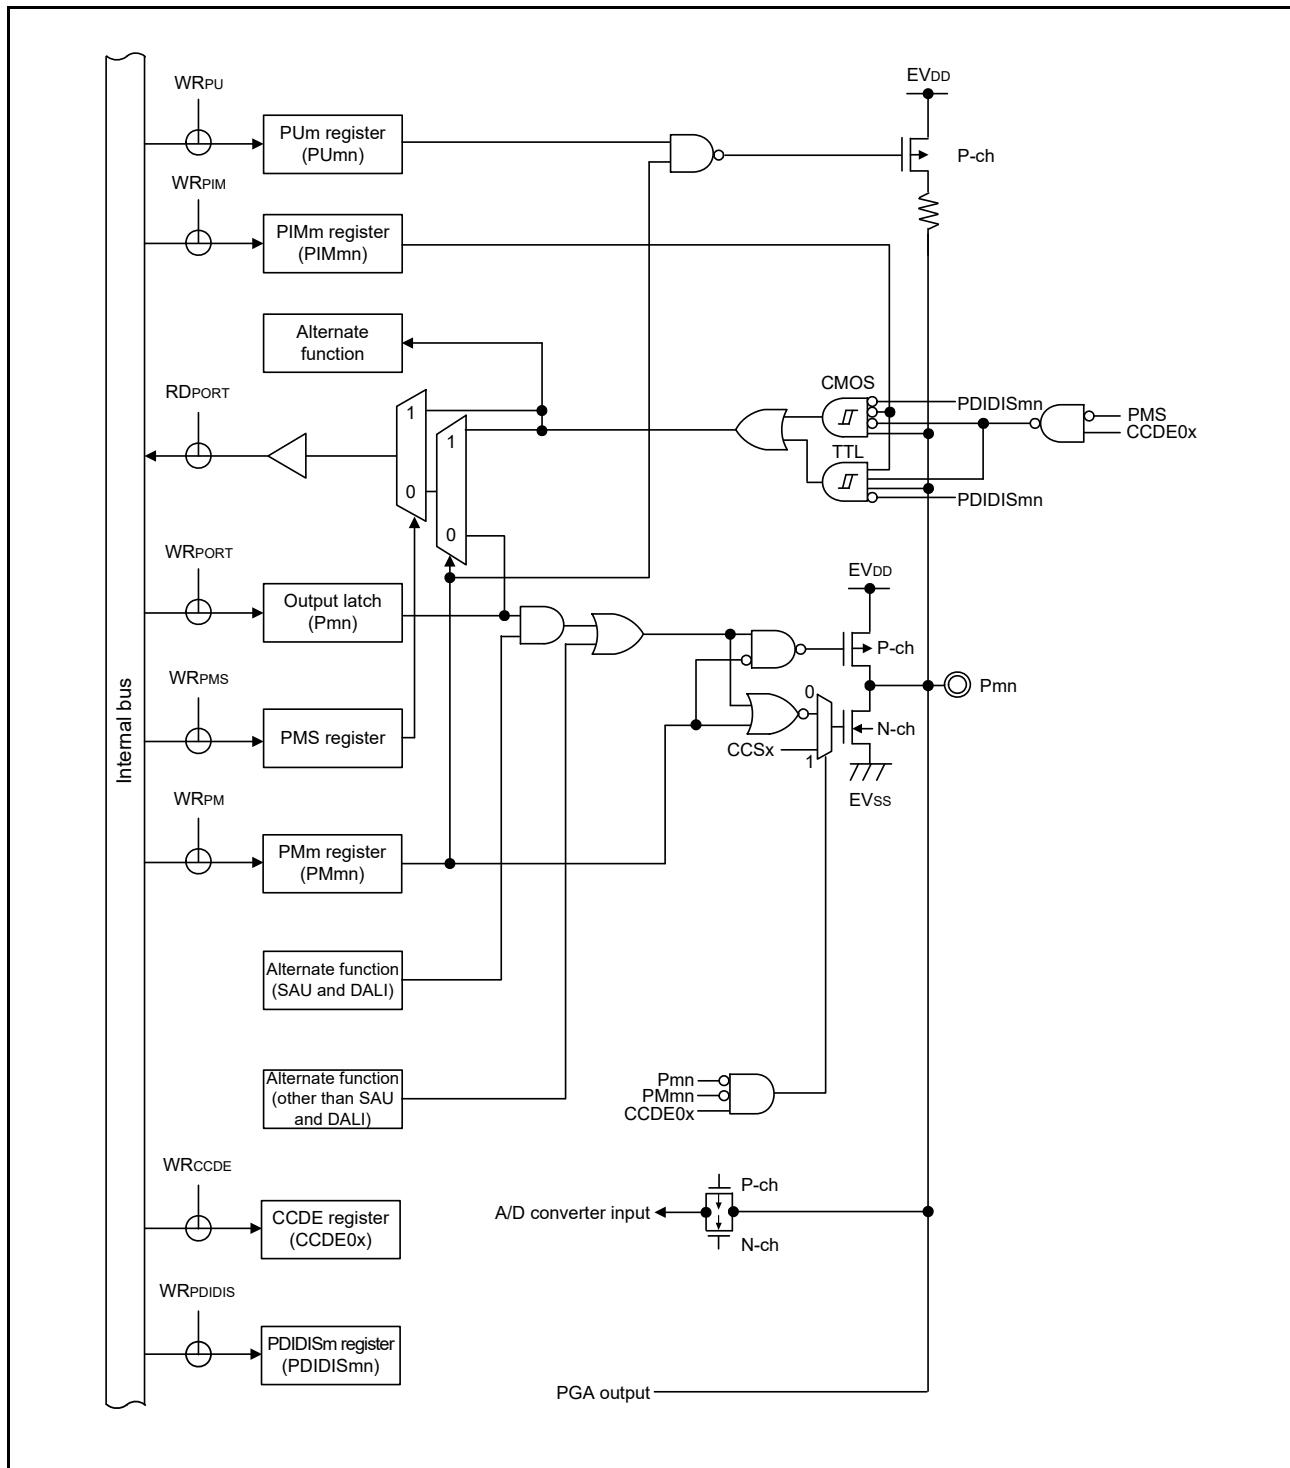 WRPU
PUm register
(PUmn)
EVDD
P-ch
WRPIM
PIMm register
(PIMmn)
Alternate
function
RDPORT
1
0
1
0
CMOS
TTL
PDIDISmn
PMS
CCDE0x
PDIDISmn
WRPORT
Output latch
(Pmn)
EVDD
P-ch
Pmn
N-ch
0
CCSx
1
EVSS
Internal bus
WRPMS
PMS register
WRPM
PMm register
(PMmn)
Alternate function
(SAU and DALI)
Alternate function
(other than SAU
and DALI)
Pmn
PMmn
CCDE0x
WRCCDE
CCDE register
(CCDE0x)
A/D converter input
P-ch
N-ch
WRPDIDIS
PDIDISm register
(PDIDISmn)
PGA output